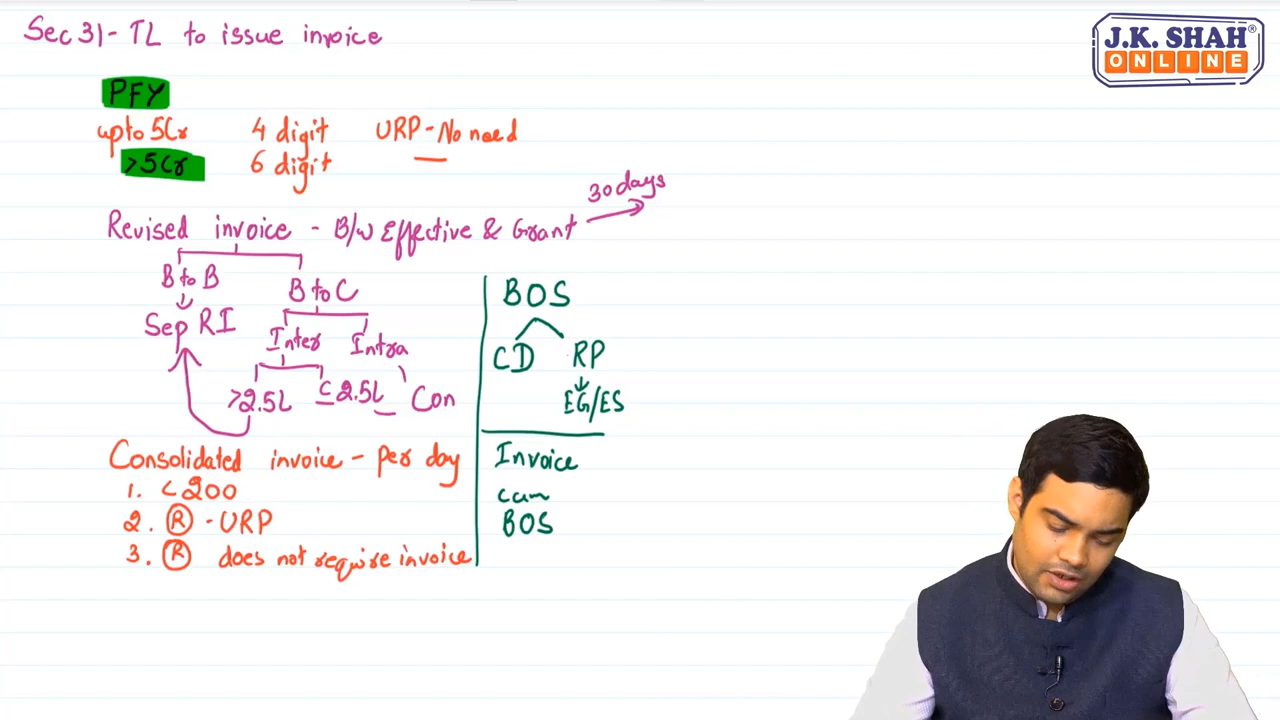 Sec 31 - TL to issue invoice
J.K. SHAH®
ONLINE
PFY
upto 5Cr 4 digit URP - No need
>5Cr 6 digit
30 days
Revised invoice - B/w Effective & Grant
B to B
B to C
Sep RI
Inter Intra
>2.5L ≤ 2.5L Con
BOS
CD RP
EG/ES
Consolidated invoice - per day
1. <200
2. (R) - URP
3. (R) does not require invoice
Invoice
cum
BOS